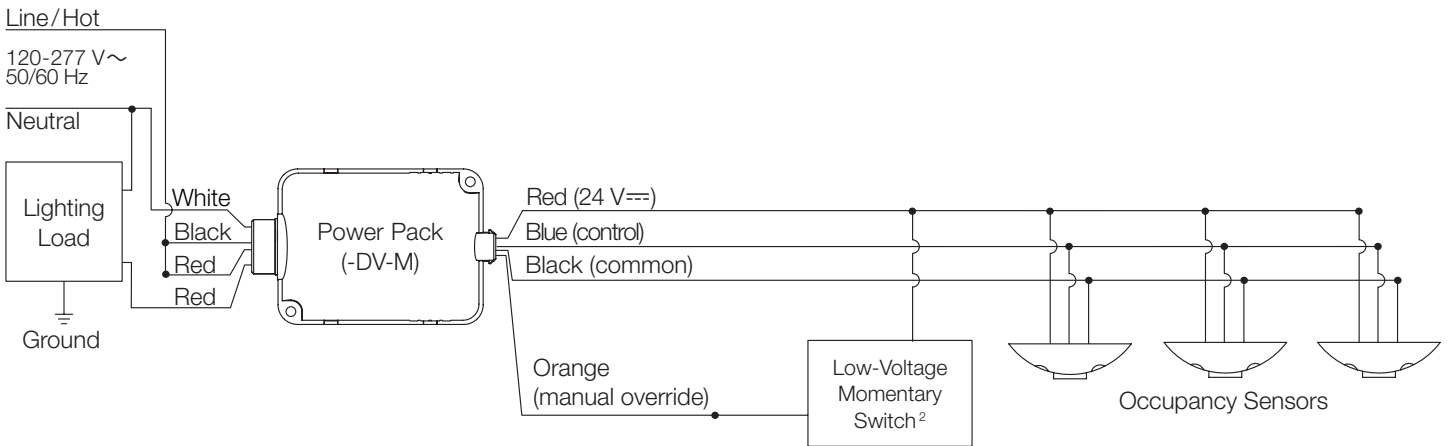 Line/Hot
120-277 V~
50/60 Hz
Neutral
Lighting
Load
Ground
White
Black
Red
Red
Power Pack
(-DV-M)
Red (24 V⎓)
Blue (control)
Black (common)
Orange
(manual override)
Low-Voltage
Momentary
Switch²
Occupancy Sensors